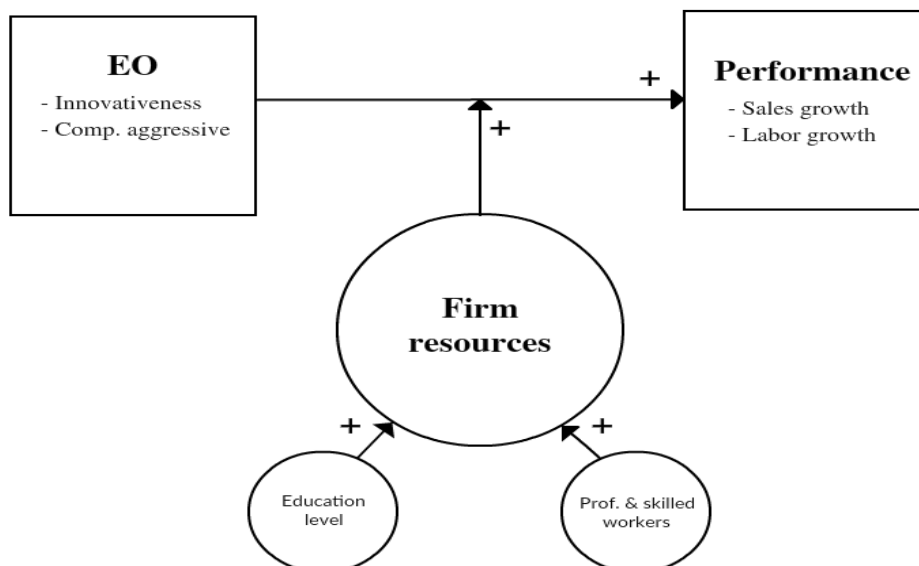 EO
- Innovativeness
- Comp. aggressive
+
Performance
- Sales growth
- Labor growth
+
Firm
resources
+
+
Education
level
Prof. & skilled
workers